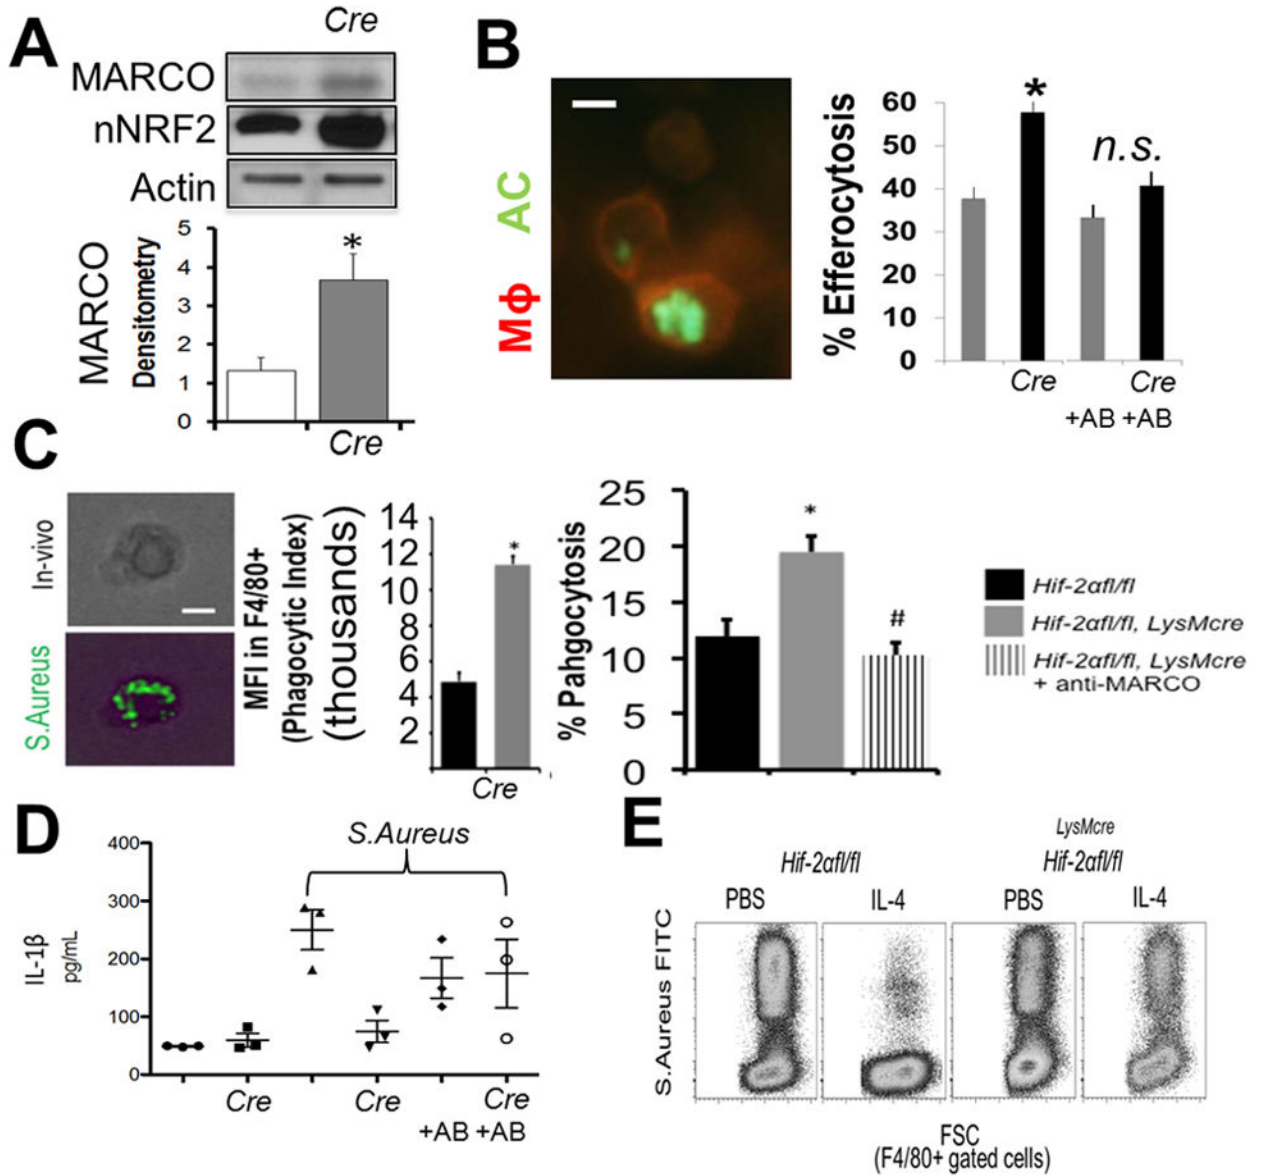 A
Cre
MARCO
nNRF2
Actin
MARCO
Densitometry
5
4
3
2
1
0
*
Cre
B
Mϕ AC
% Efferocytosis
60
50
40
30
20
10
0
*
n.s.
Cre
Cre
+AB +AB
C
In-vivo
S.Aureus
MFI in F4/80+
(Phagocytic Index)
(thousands)
14
12
10
8
6
4
2
*
Cre
% Pahgocytosis
25
20
15
10
5
0
*
#
Hif-2αfl/fl
Hif-2αfl/fl, LysMcre
Hif-2αfl/fl, LysMcre
+ anti-MARCO
D
IL-1β
pg/mL
400
300
200
100
0
S.Aureus
Cre
Cre
Cre
+AB +AB
E
LysMcre
Hif-2αfl/fl
Hif-2αfl/fl
PBS
IL-4
PBS
IL-4
S.Aureus FITC
FSC
(F4/80+ gated cells)